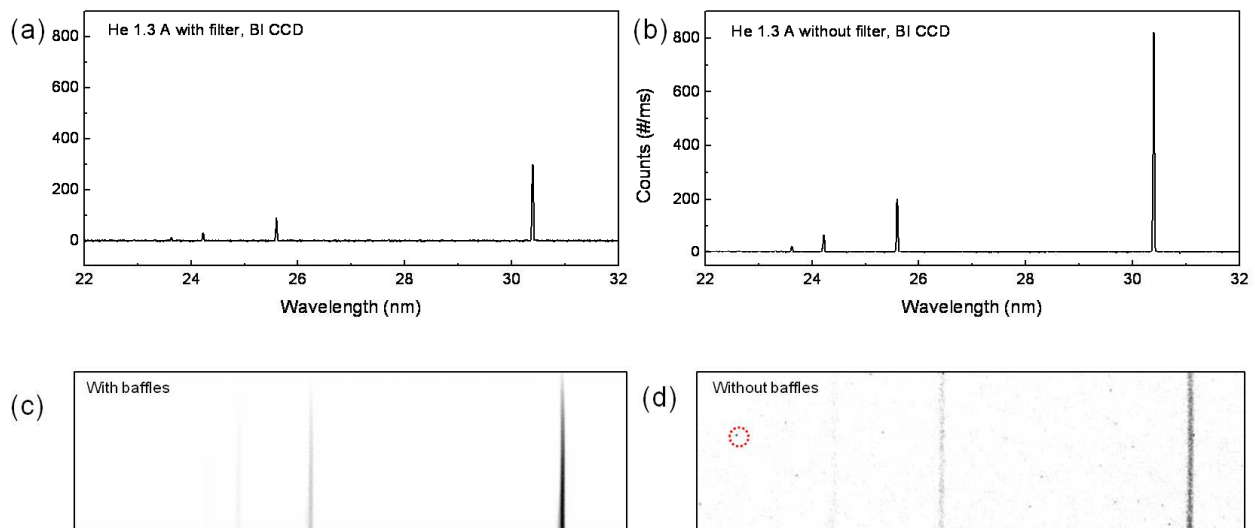 (a)
He 1.3 A with filter, BI CCD
800
600
400
200
0
22 24 26 28 30 32
Wavelength (nm)
(b)
He 1.3 A without filter, BI CCD
Counts (#/ms)
800
600
400
200
0
22 24 26 28 30 32
Wavelength (nm)
(c)
With baffles
(d)
Without baffles